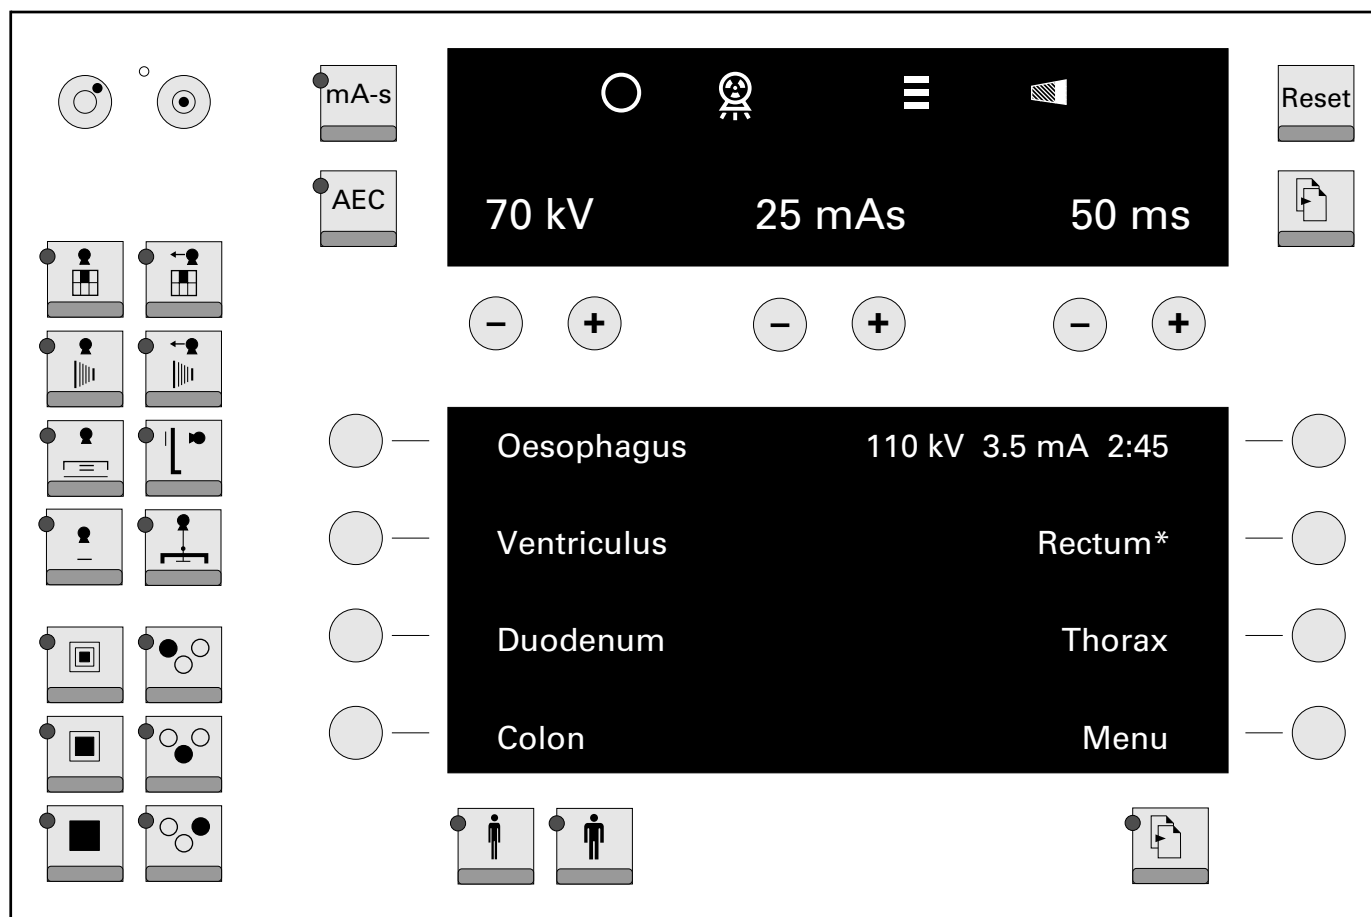 mA-s
Reset
AEC
70 kV 25 mAs 50 ms
– + – + – +
Oesophagus 110 kV 3.5 mA 2:45
Ventriculus Rectum*
Duodenum Thorax
Colon Menu